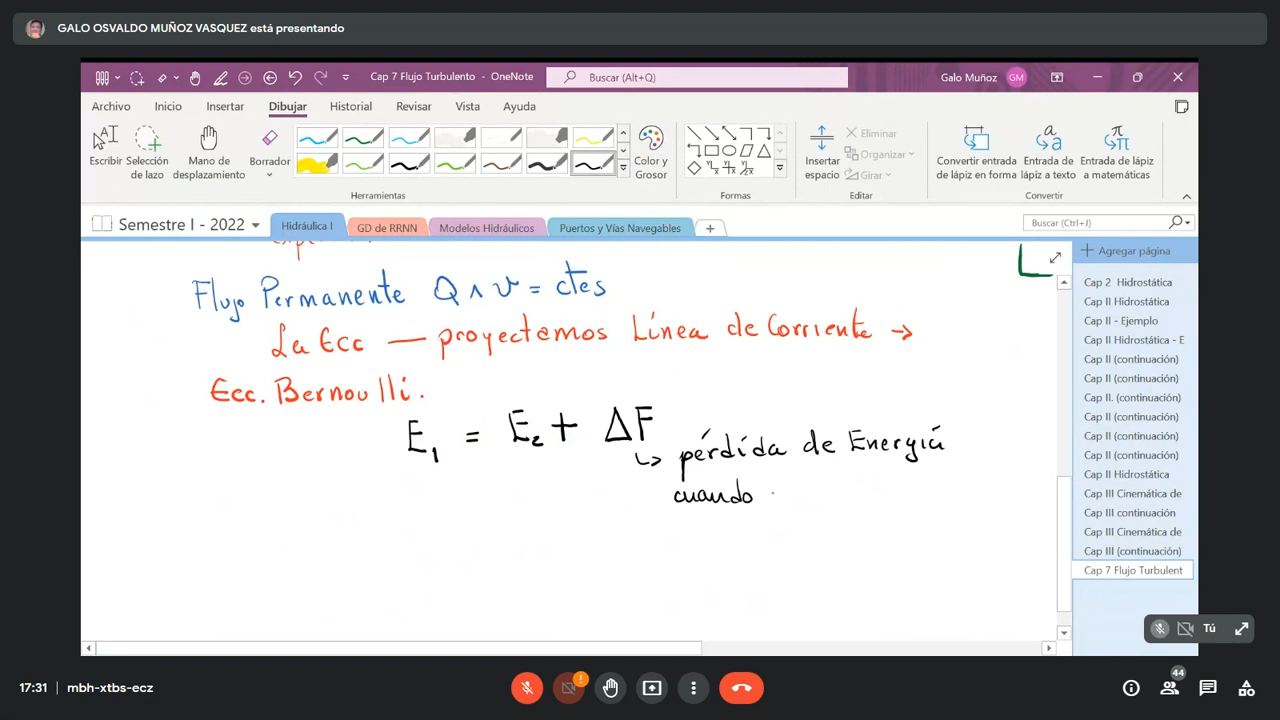 GALO OSVALDO MUÑOZ VASQUEZ está presentando
Cap 7 Flujo Turbulento - OneNote
Buscar (Alt+Q)
Galo Muñoz GM
Archivo Inicio Insertar Dibujar Historial Revisar Vista Ayuda
Escribir Selección de lazo Mano de desplazamiento Borrador
Color y Grosor
Insertar espacio
Eliminar
Organizar
Girar
Convertir entrada de lápiz en forma
Entrada de lápiz a texto
Entrada de lápiz a matemáticas
Herramientas Formas Editar Convertir
Semestre I - 2022
Hidráulica I GD de RRNN Modelos Hidráulicos Puertos y Vías Navegables
Buscar (Ctrl+J)
Flujo Permanente Q ∧ v = ctes
La Ecc — proyectamos Línea de Corriente →
Ecc. Bernoulli.
E1 = E2 + ΔF
↳ pérdida de Energía
cuando
Agregar página
Cap 2 Hidrostática
Cap II Hidrostática
Cap II - Ejemplo
Cap II Hidrostática - E
Cap II (continuación)
Cap II (continuación)
Cap II. (continuación)
Cap II (continuación)
Cap II (continuación)
Cap II (continuación)
Cap II Hidrostática
Cap III Cinemática de
Cap III continuación
Cap III Cinemática de
Cap III (continuación)
Cap 7 Flujo Turbulent
Tú
17:31 | mbh-xtbs-ecz
44